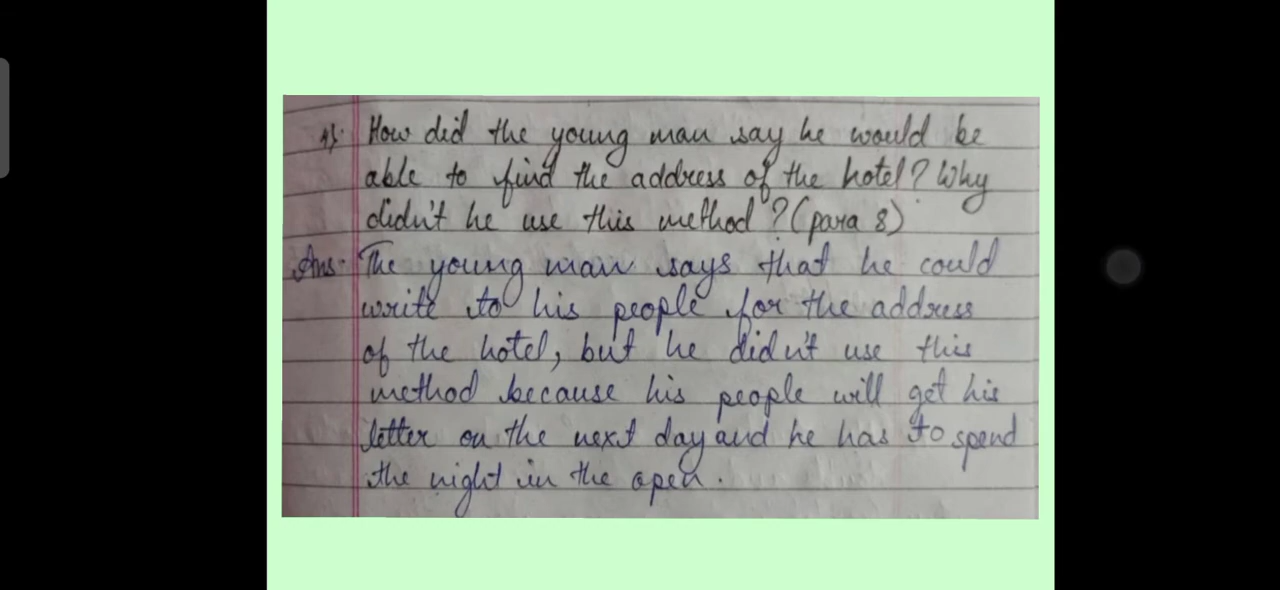 4). How did the young man say he would be
able to find the address of the hotel? Why
didn't he use this method? (para 8)
Ans. The young man says that he could
write to his people for the address
of the hotel, but he didn't use this
method because his people will get his
letter on the next day and he has to spend
the night in the open.